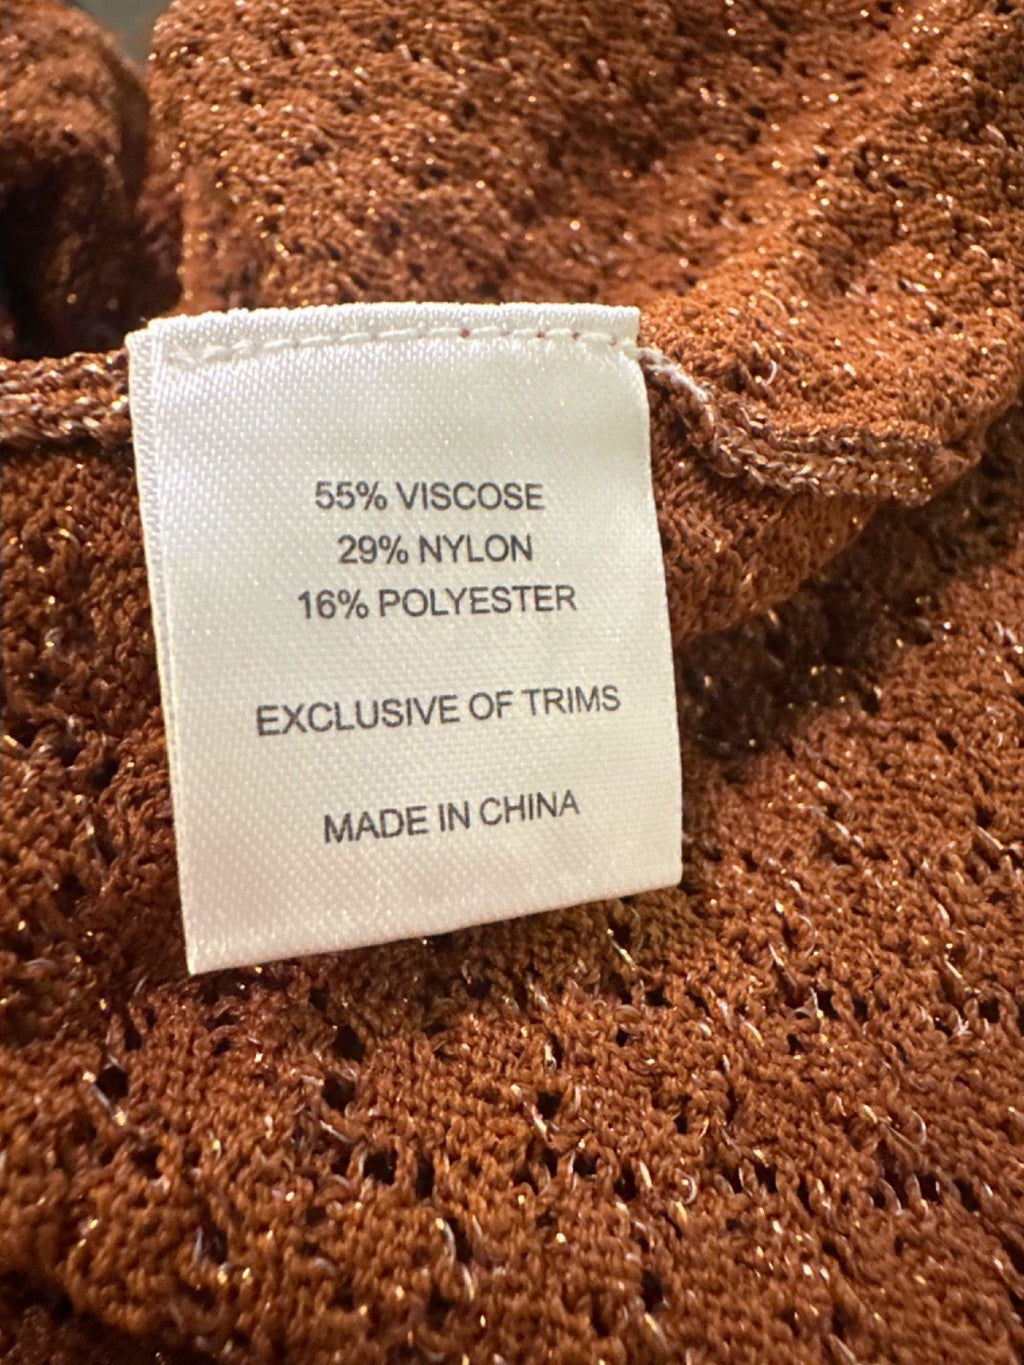 55% VISCOSE
29% NYLON
16% POLYESTER
EXCLUSIVE OF TRIMS
MADE IN CHINA